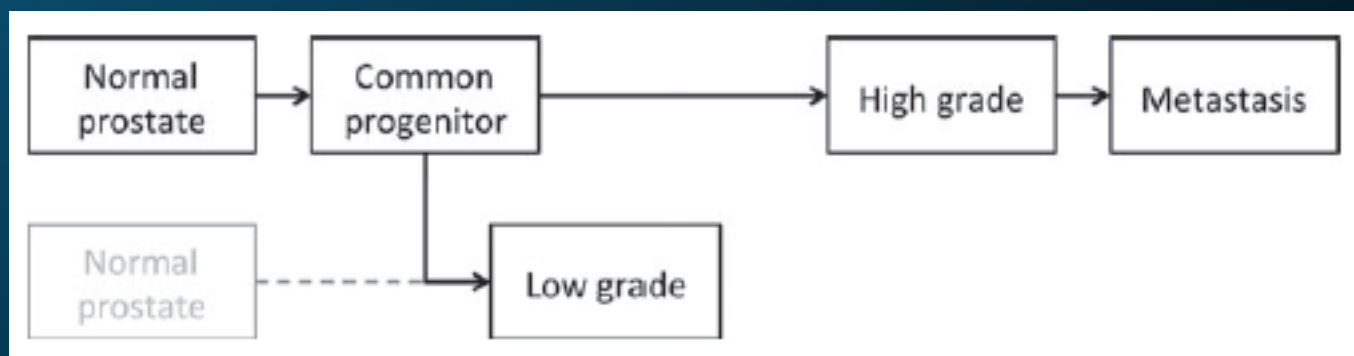 Normal
prostate
Common
progenitor
High grade
Metastasis
Normal
prostate
Low grade